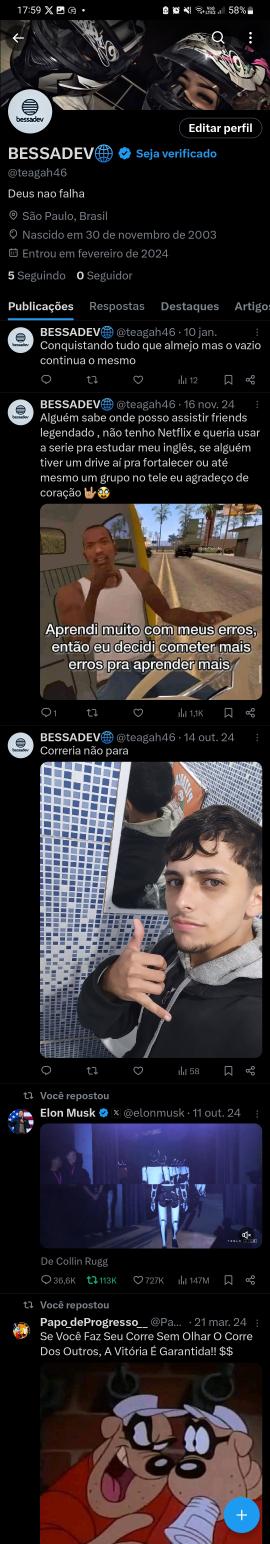 17:59
58%
bessadev
Editar perfil
BESSADEV🌐 Seja verificado
@teagah46
Deus nao falha
São Paulo, Brasil
Nascido em 30 de novembro de 2003
Entrou em fevereiro de 2024
5 Seguindo 0 Seguidor
Publicações Respostas Destaques Artigos
BESSADEV🌐 @teagah46 · 10 jan.
Conquistando tudo que almejo mas o vazio
continua o mesmo
12
BESSADEV🌐 @teagah46 · 16 nov. 24
Alguém sabe onde posso assistir friends
legendado , não tenho Netflix e queria usar
a serie pra estudar meu inglês, se alguém
tiver um drive aí pra fortalecer ou até
mesmo um grupo no tele eu agradeço de
coração 🤟🏼🥸
Aprendi muito com meus erros,
então eu decidi cometer mais
erros pra aprender mais
1 1,1K
BESSADEV🌐 @teagah46 · 14 out. 24
Correria não para
58
Você repostou
Elon Musk @elonmusk · 11 out. 24
De Collin Rugg
36,6K 113K 727K 147M
Você repostou
Papo_deProgresso__ @Pa... · 21 mar. 24
Se Você Faz Seu Corre Sem Olhar O Corre
Dos Outros, A Vitória É Garantida!! $$